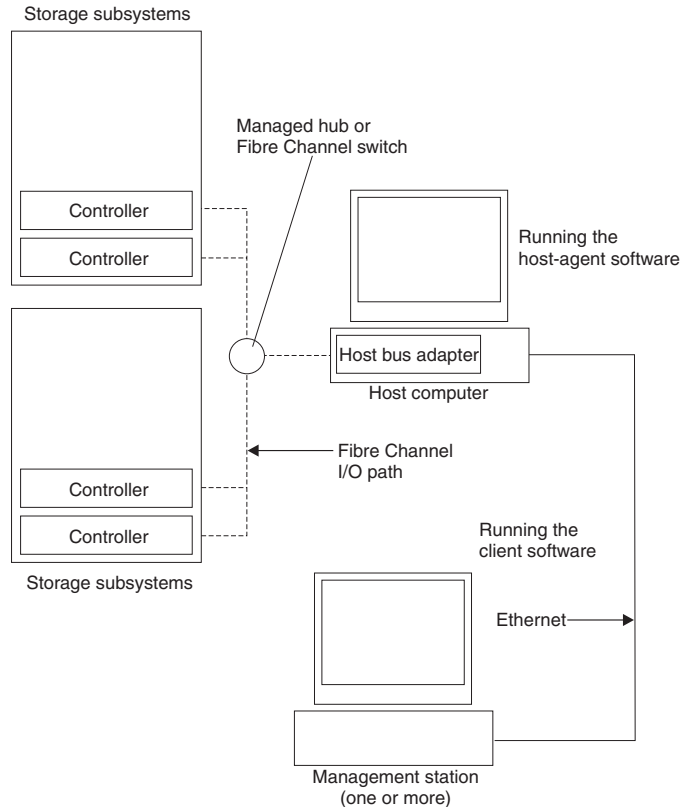 Storage subsystems
Managed hub or
Fibre Channel switch
Controller
Controller
Running the
host-agent software
Host bus adapter
Host computer
Fibre Channel
I/O path
Controller
Controller
Storage subsystems
Running the
client software
Ethernet
Management station
(one or more)